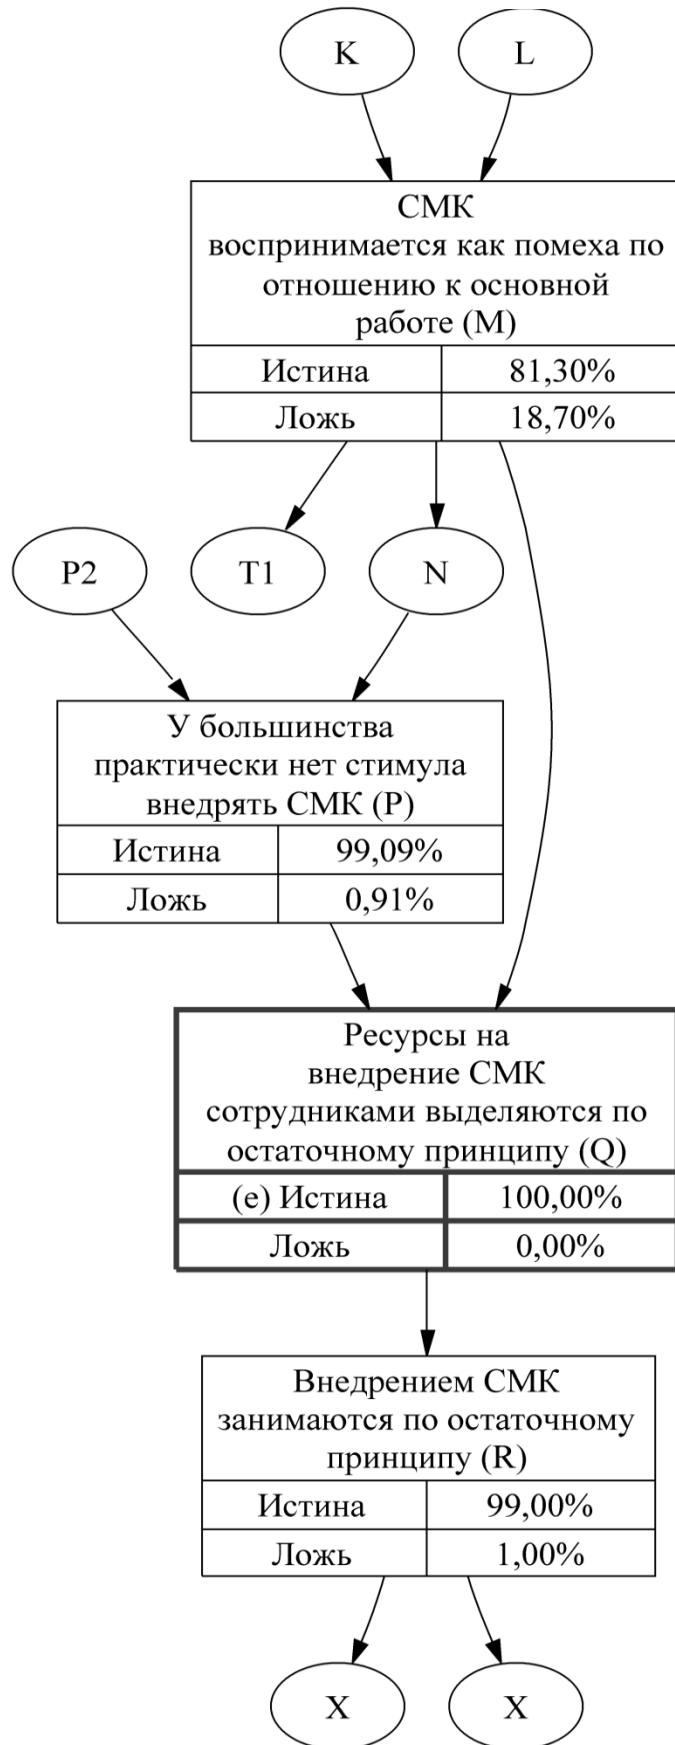 K
L
СМК
воспринимается как помеха по
отношению к основной
работе (M)
Истина 81,30%
Ложь 18,70%
P2
T1
N
У большинства
практически нет стимула
внедрять СМК (P)
Истина 99,09%
Ложь 0,91%
Ресурсы на
внедрение СМК
сотрудниками выделяются по
остаточному принципу (Q)
(e) Истина 100,00%
Ложь 0,00%
Внедрением СМК
занимаются по остаточному
принципу (R)
Истина 99,00%
Ложь 1,00%
X
X